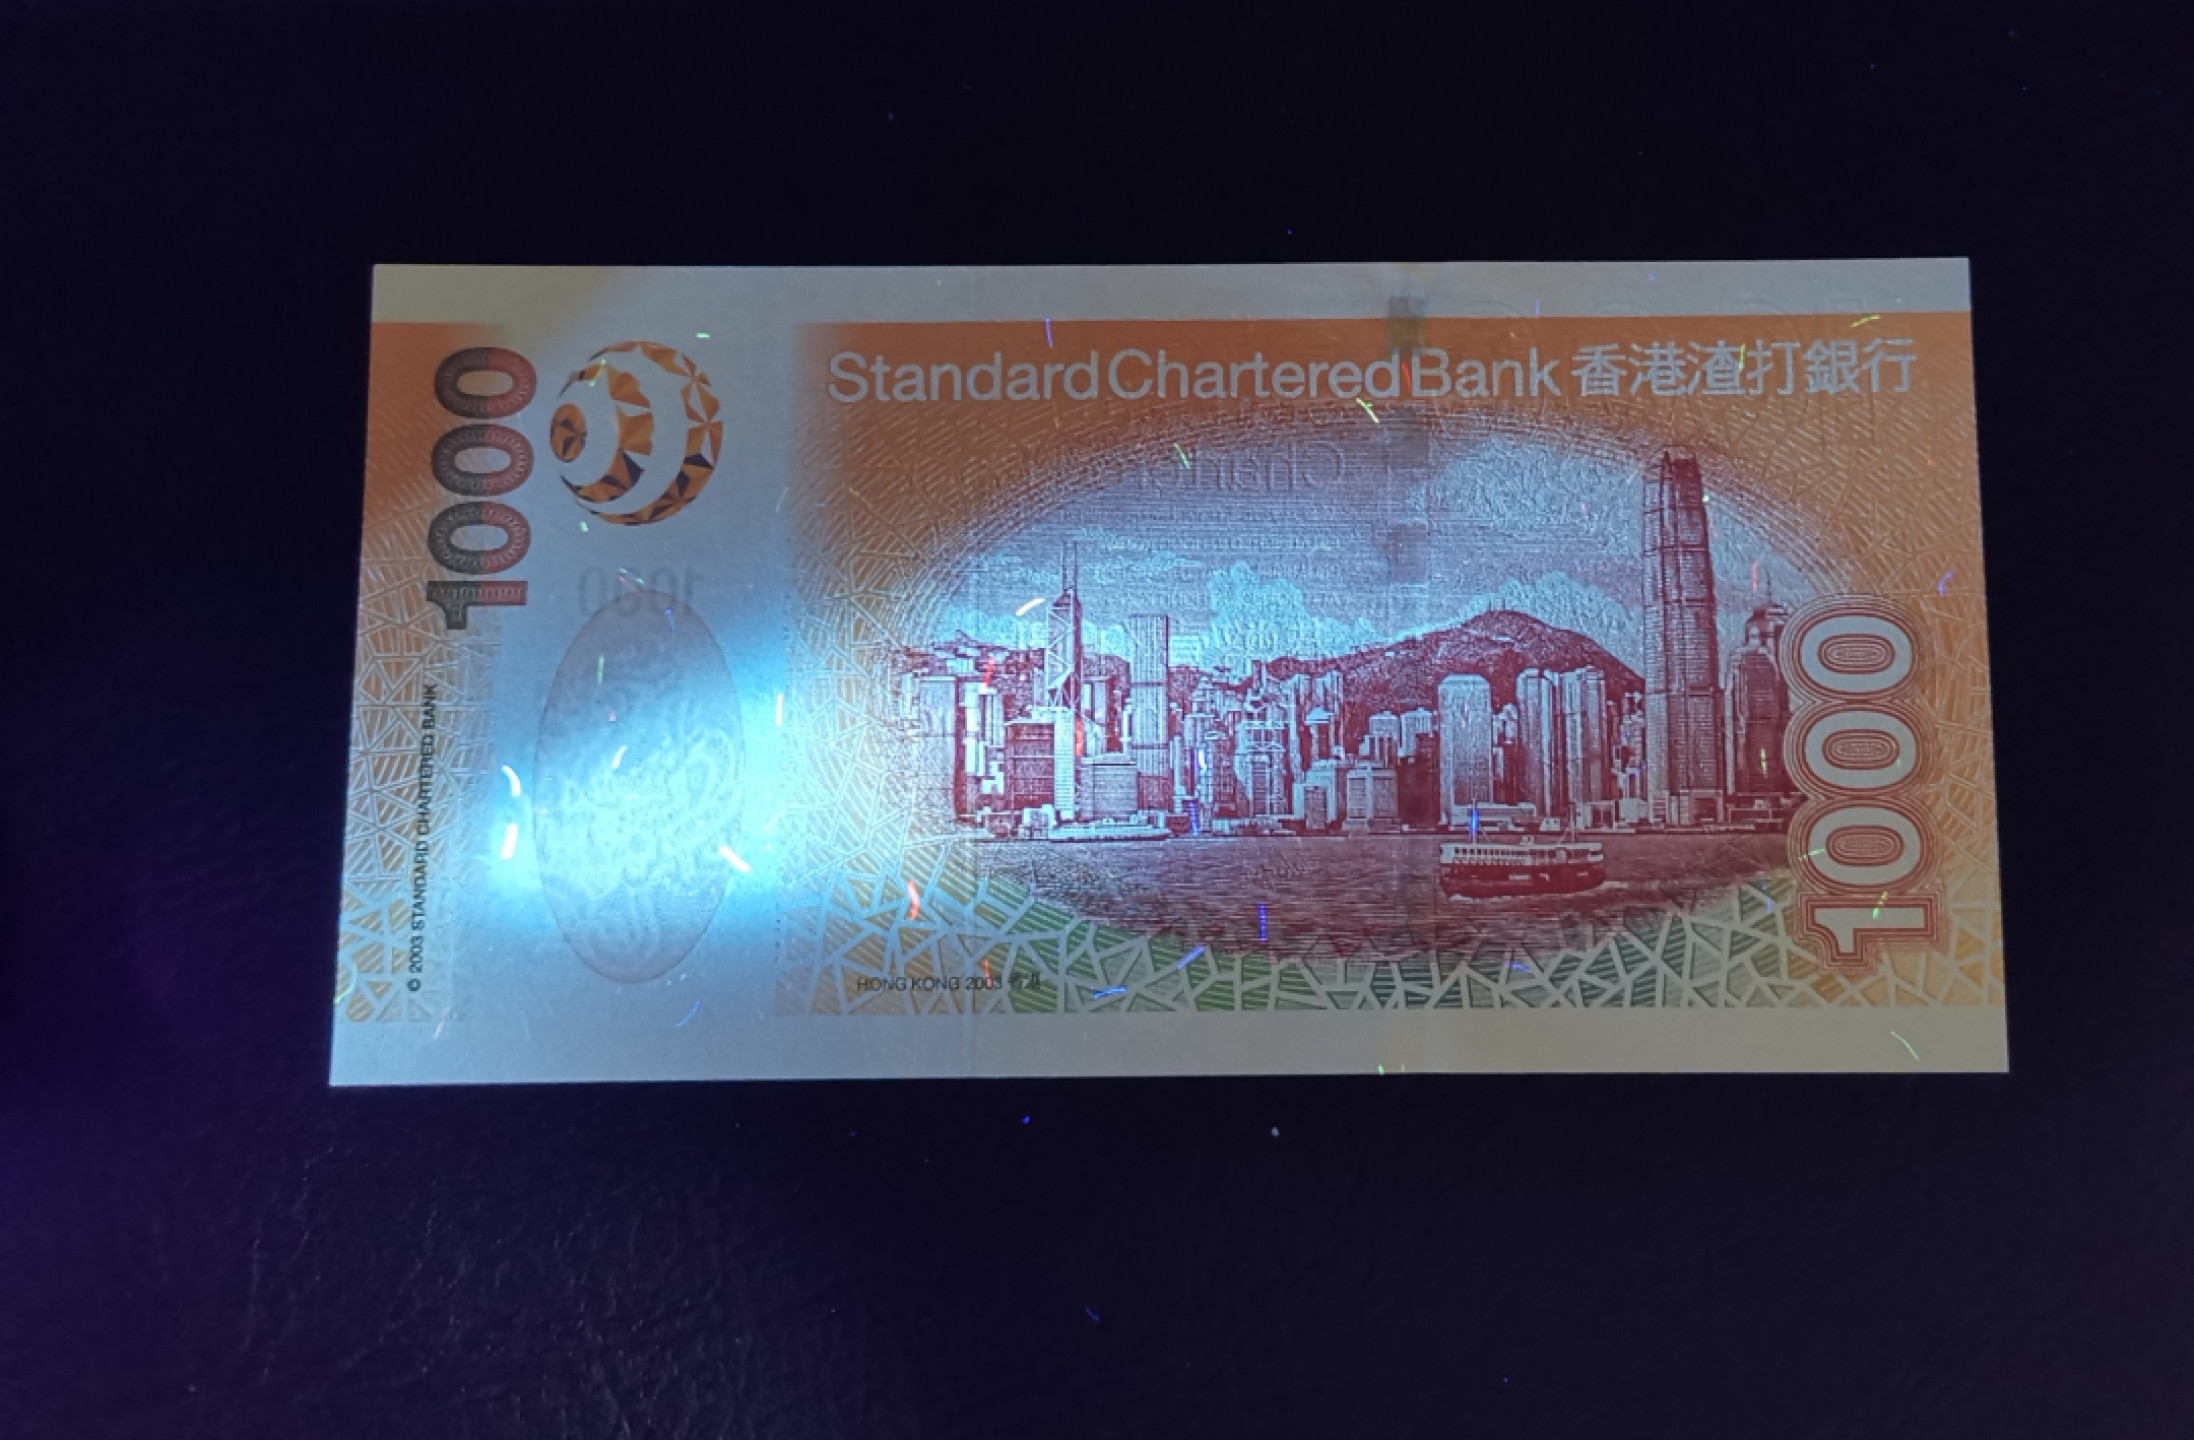 1000
Standard Chartered Bank 香港渣打銀行
1000
© 2003 STANDARD CHARTERED BANK
HONG KONG 2003 香港
1000